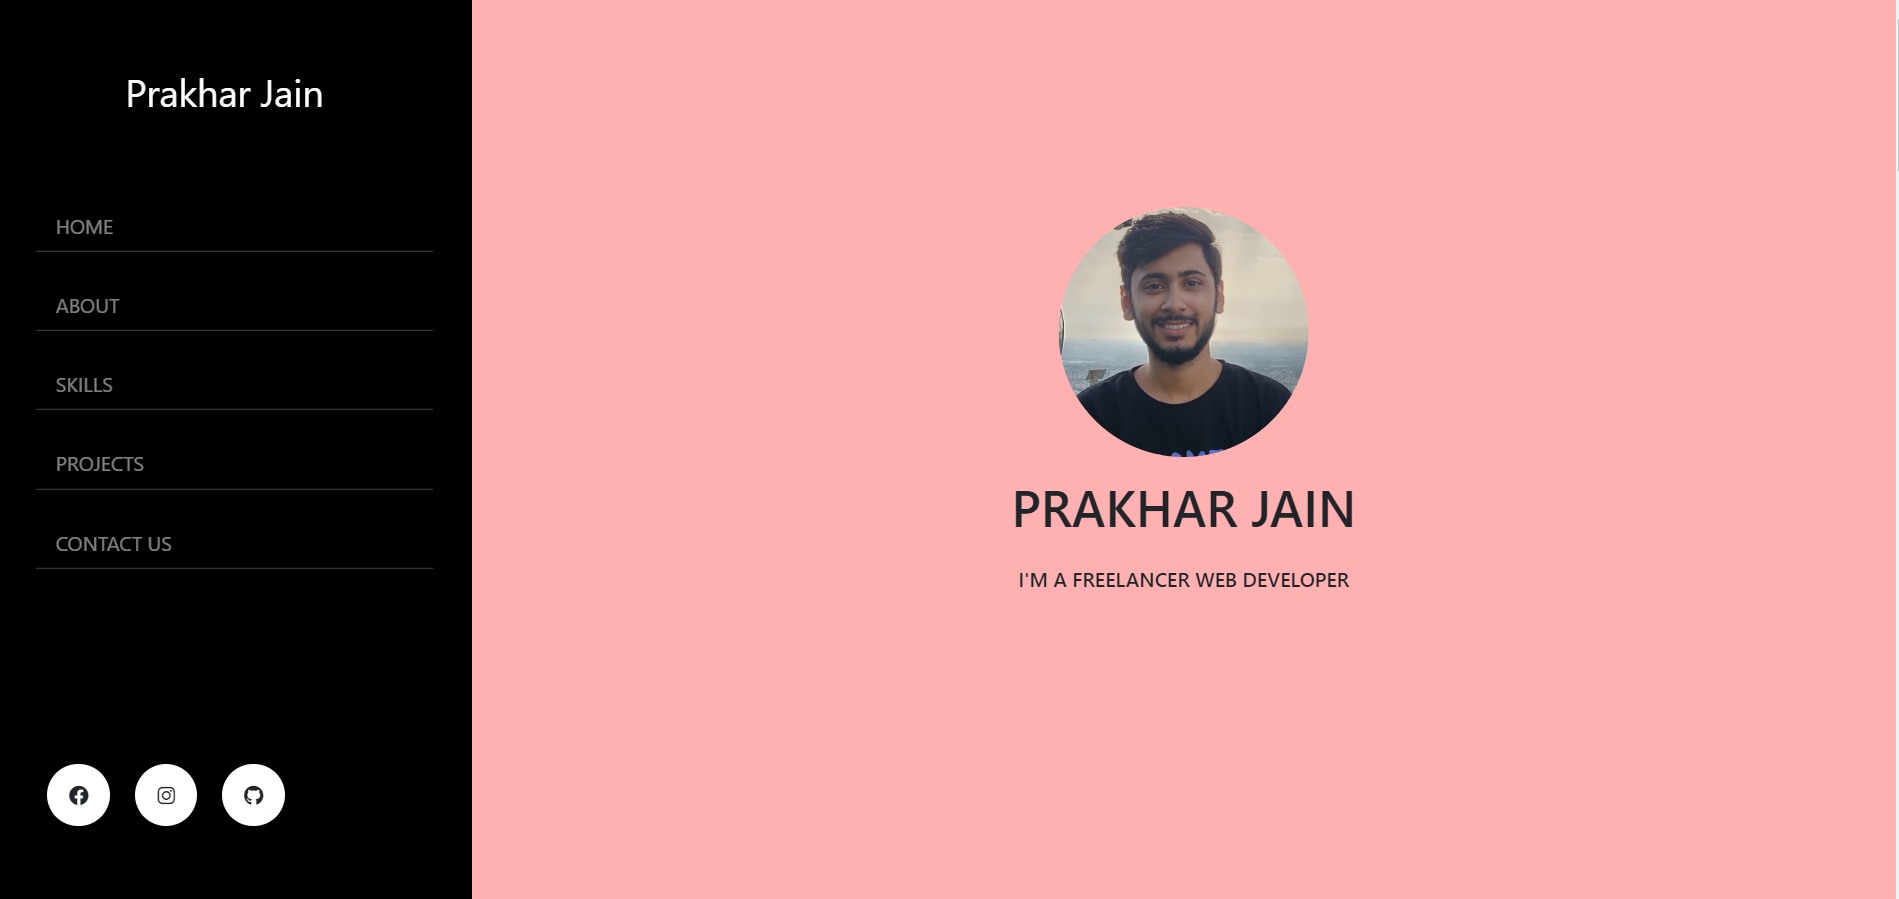 Prakhar Jain
HOME
ABOUT
SKILLS
PROJECTS
CONTACT US
PRAKHAR JAIN
I'M A FREELANCER WEB DEVELOPER